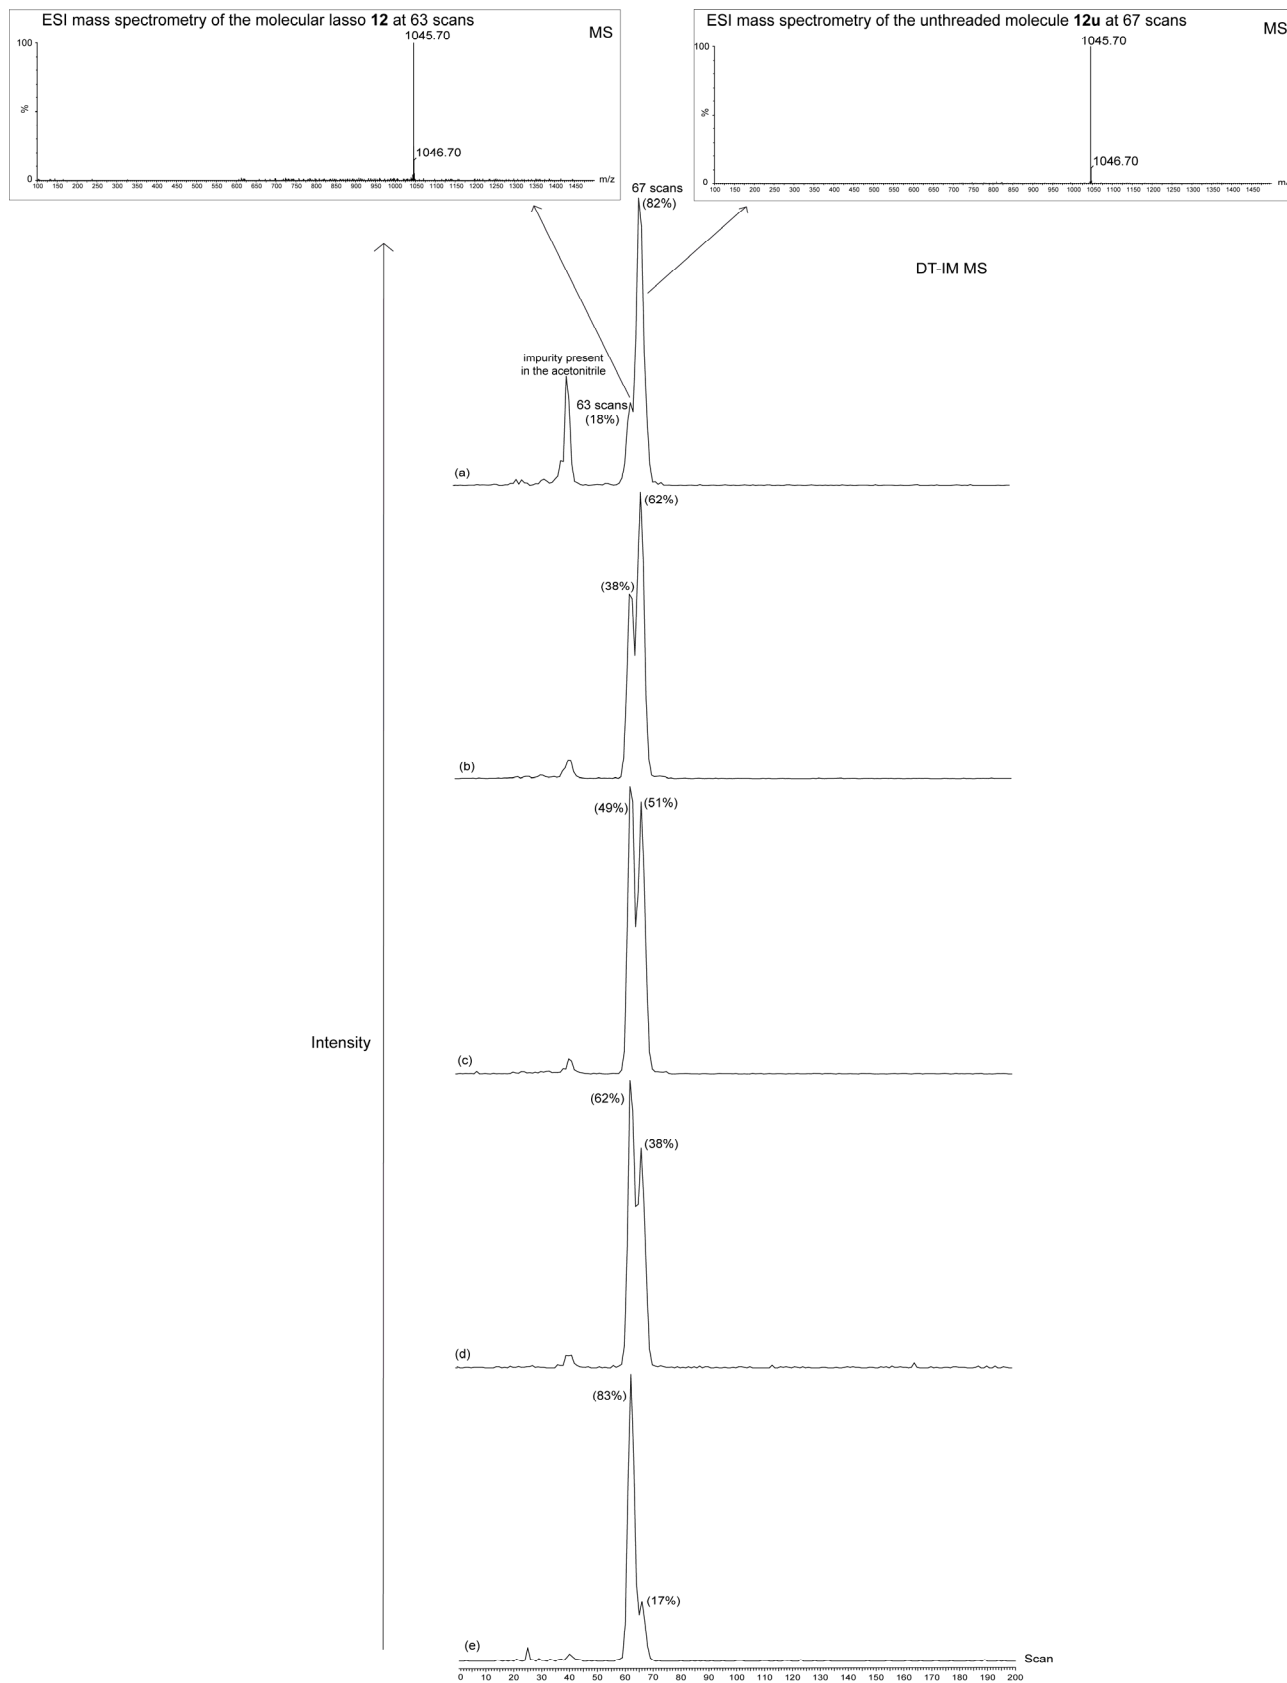 ESI mass spectrometry of the molecular lasso 12 at 63 scans
MS
1045.70
100
%
1046.70
0
m/z
100 150 200 250 300 350 400 450 500 550 600 650 700 750 800 850 900 950 1000 1050 1100 1150 1200 1250 1300 1350 1400 1450
ESI mass spectrometry of the unthreaded molecule 12u at 67 scans
MS
1045.70
100
%
1046.70
0
150 200 250 300 350 400 450 500 550 600 650 700 750 800 850 900 950 1000 1050 1100 1150 1200 1250 1300 1350 1400 1450
67 scans
(82%)
DT-IM MS
impurity present
in the acetonitrile
63 scans
(18%)
(a)
(62%)
(38%)
(b)
(49%)
(51%)
(c)
Intensity
(62%)
(38%)
(d)
(83%)
(17%)
(e)
Scan
0 10 20 30 40 50 60 70 80 90 100 110 120 130 140 150 160 170 180 190 200